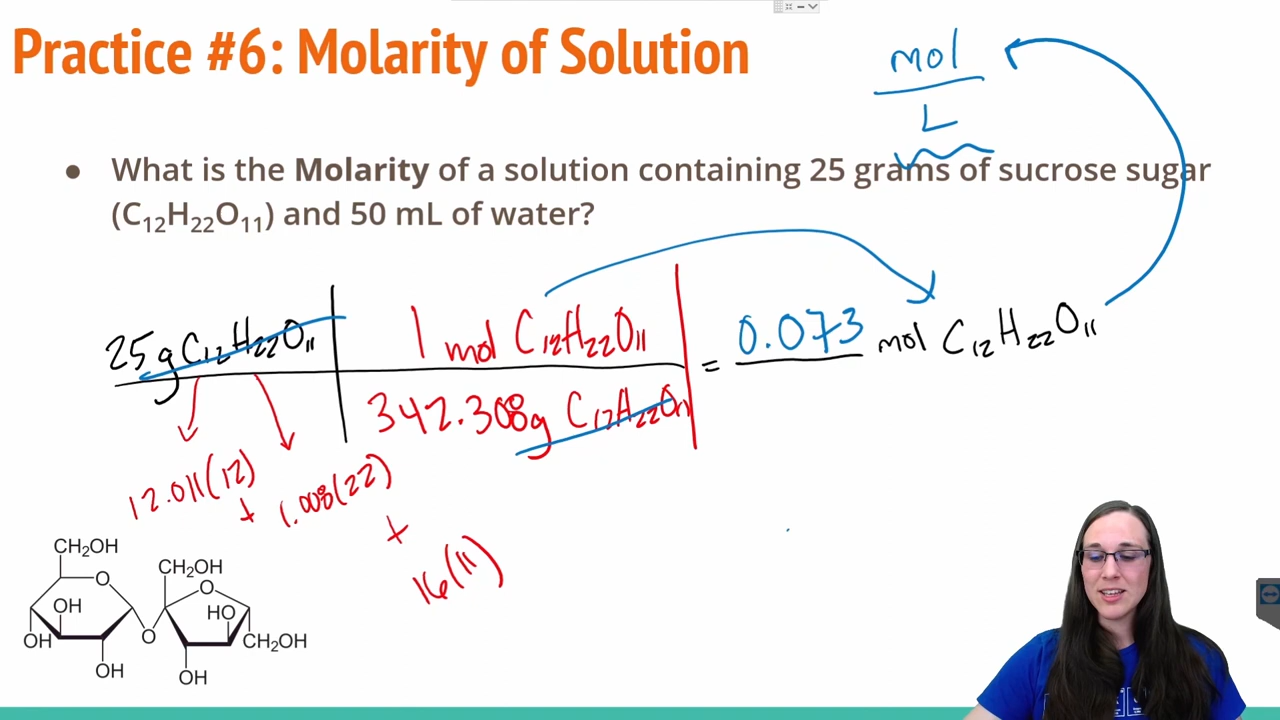 Practice #6: Molarity of Solution
mol
L
● What is the Molarity of a solution containing 25 grams of sucrose sugar
(C₁₂H₂₂O₁₁) and 50 mL of water?
25g C₁₂H₂₂O₁₁ 1 mol C₁₂H₂₂O₁₁ = 0.073 mol C₁₂H₂₂O₁₁
342.308g C₁₂H₂₂O₁₁
12.011(12) + 1.008(22)
+
16(11)
CH₂OH
O
OH
OH
OH
O
CH₂OH
O
HO
CH₂OH
OH